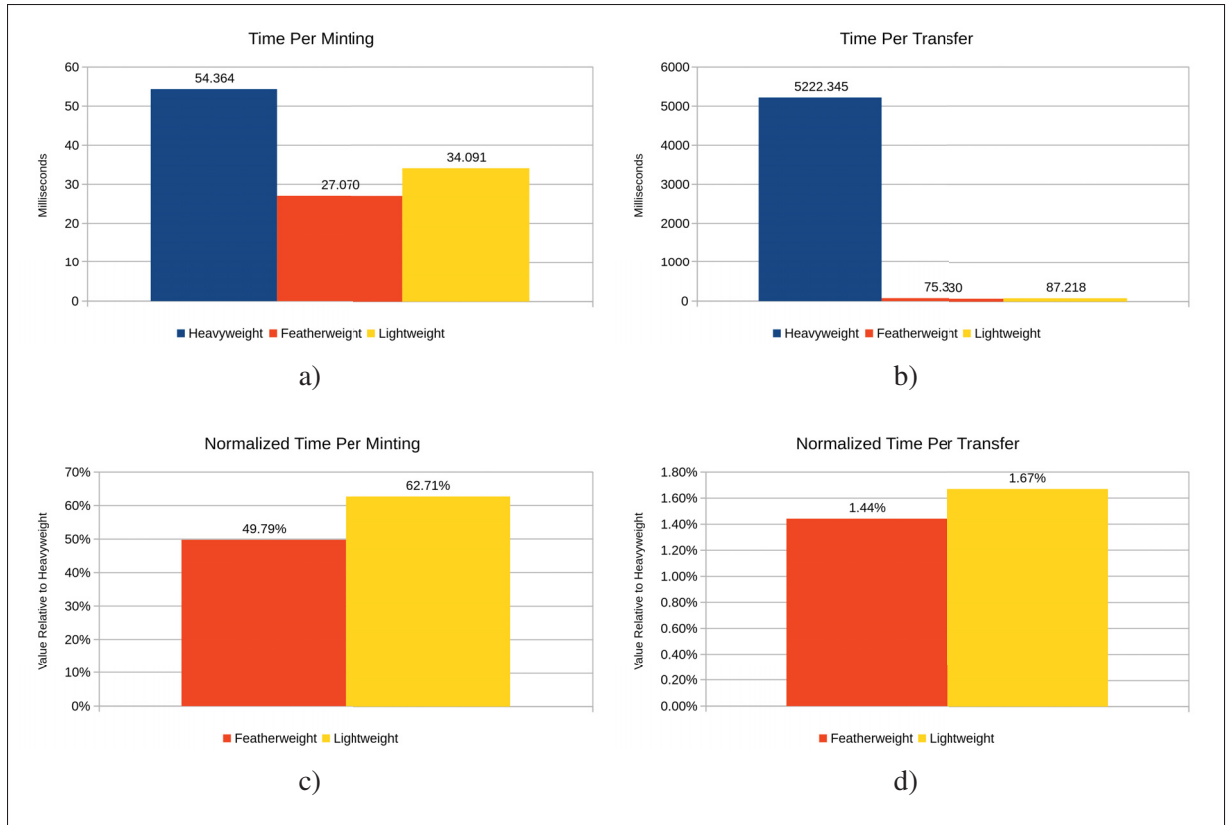 Time Per Minting
60
50
40
30
20
10
0
Milliseconds
54.364
27.070
34.091
Heavyweight Featherweight Lightweight
a)
Time Per Transfer
6000
5000
4000
3000
2000
1000
0
Milliseconds
5222.345
75.330
87.218
Heavyweight Featherweight Lightweight
b)
Normalized Time Per Minting
70%
60%
50%
40%
30%
20%
10%
0%
Value Relative to Heavyweight
49.79%
62.71%
Featherweight Lightweight
c)
Normalized Time Per Transfer
1.80%
1.60%
1.40%
1.20%
1.00%
0.80%
0.60%
0.40%
0.20%
0.00%
Value Relative to Heavyweight
1.44%
1.67%
Featherweight Lightweight
d)